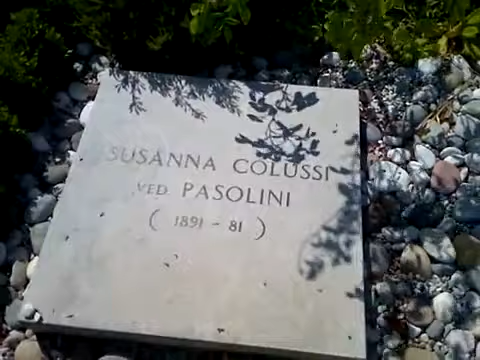 SUSANNA COLUSSI
VED. PASOLINI
(1891 - 81)